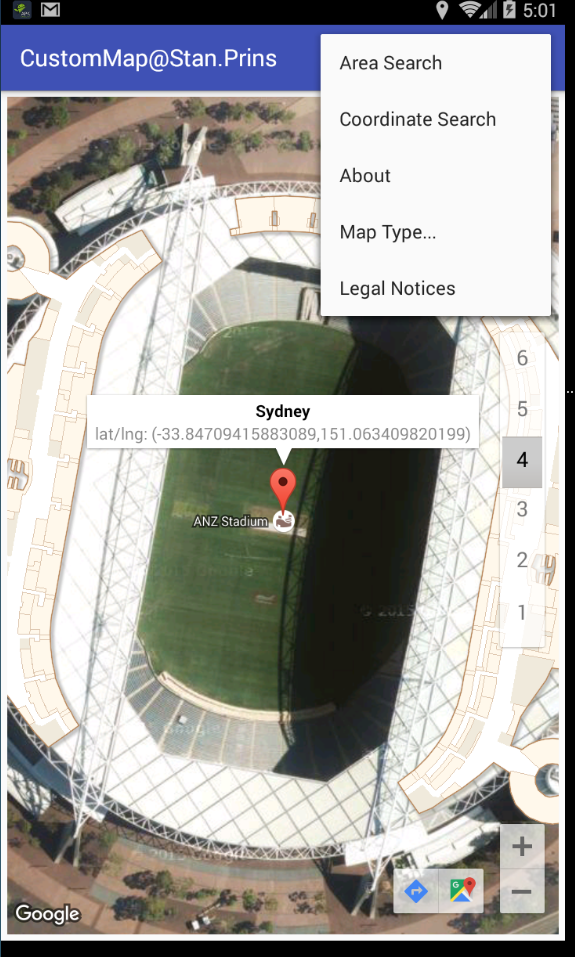 5:01
CustomMap@Stan.Prins
Area Search
Coordinate Search
About
Map Type...
Legal Notices
6
5
4
3
2
1
Sydney
lat/lng: (-33.84709415883089,151.063409820199)
ANZ Stadium
© 2015 Google
Google